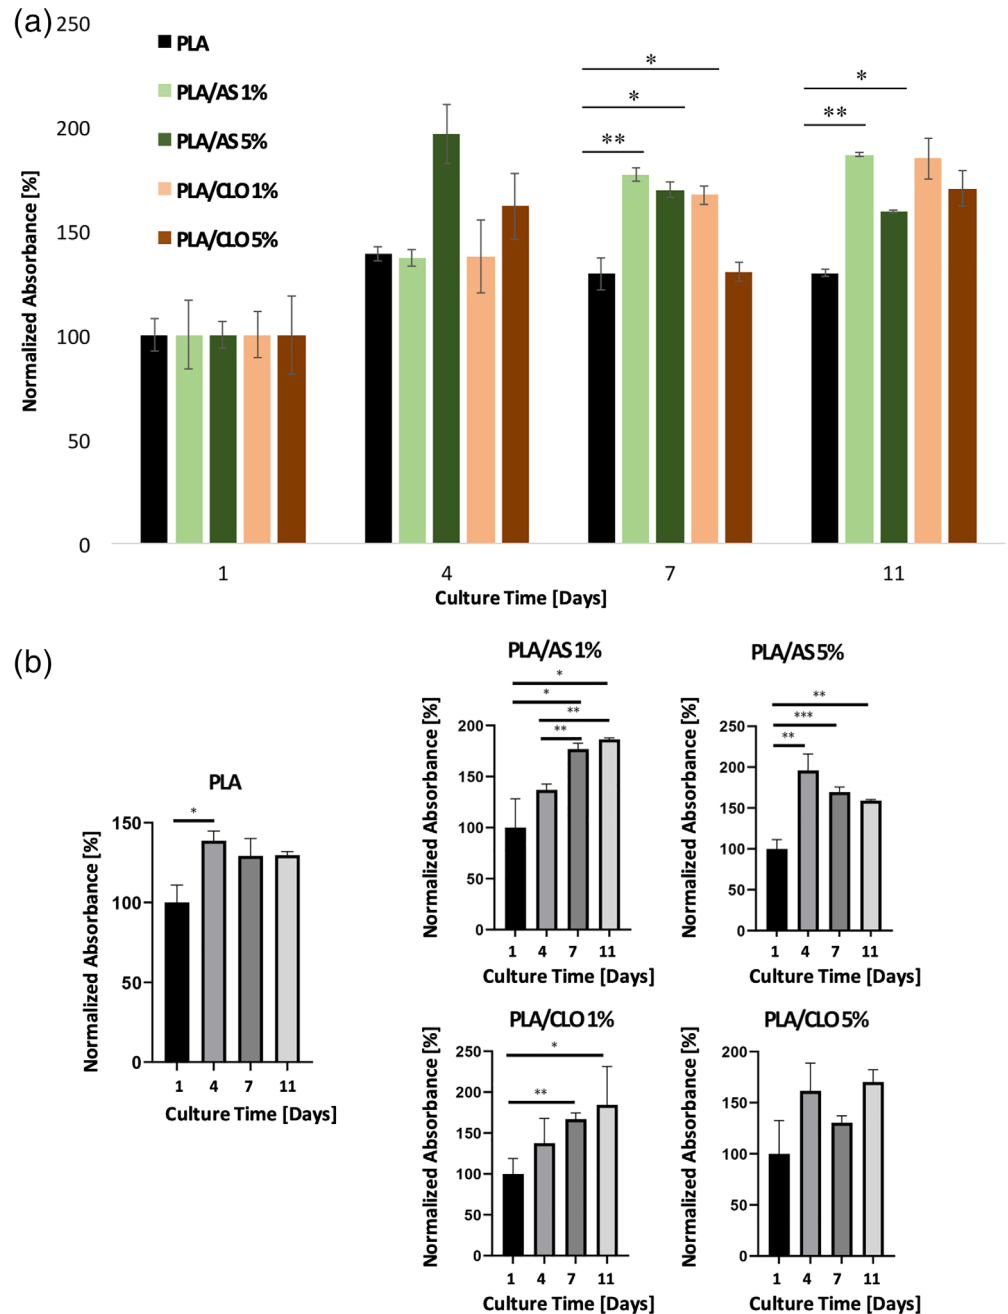 (a)
250
200
150
100
50
0
Normalized Absorbance [%]
PLA
PLA/AS 1%
PLA/AS 5%
PLA/CLO 1%
PLA/CLO 5%
*
*
**
*
**
1 4 7 11
Culture Time [Days]
(b)
PLA
*
150
100
50
0
Normalized Absorbance [%]
1 4 7 11
Culture Time [Days]
PLA/AS 1%
*
*
**
**
200
150
100
50
0
Normalized Absorbance [%]
1 4 7 11
Culture Time [Days]
PLA/AS 5%
**
***
**
250
200
150
100
50
0
Normalized Absorbance [%]
1 4 7 11
Culture Time [Days]
PLA/CLO 1%
*
**
250
200
150
100
50
0
Normalized Absorbance [%]
1 4 7 11
Culture Time [Days]
PLA/CLO 5%
200
150
100
50
0
Normalized Absorbance [%]
1 4 7 11
Culture Time [Days]